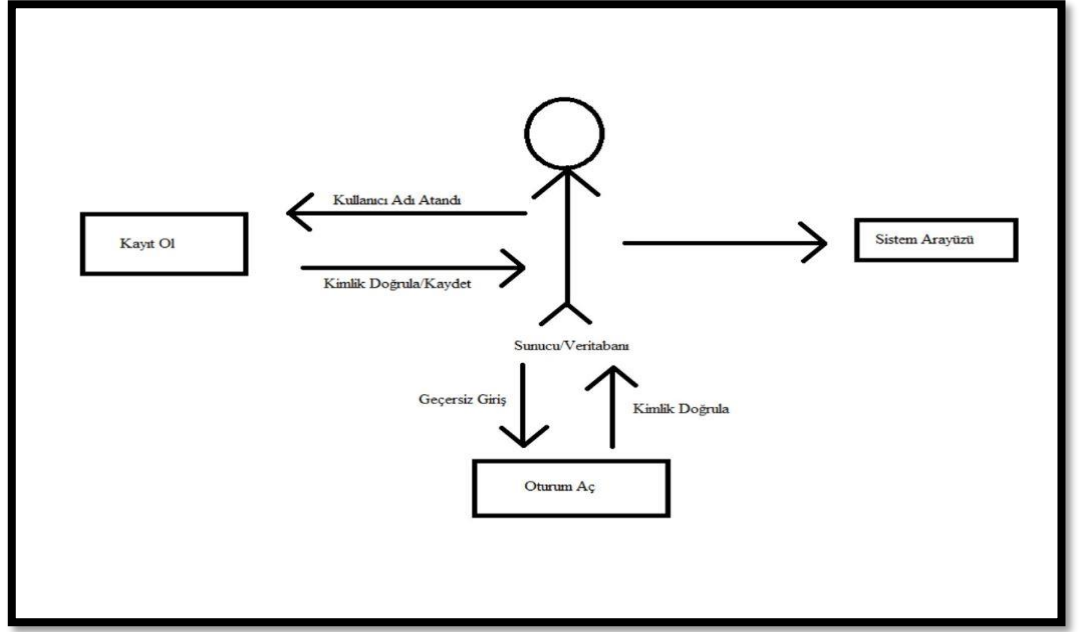 Kullanıcı Adı Atandı
Kayıt Ol
Sistem Arayüzü
Kimlik Doğrula/Kaydet
Sunucu/Veritabanı
Geçersiz Giriş
Kimlik Doğrula
Oturum Aç